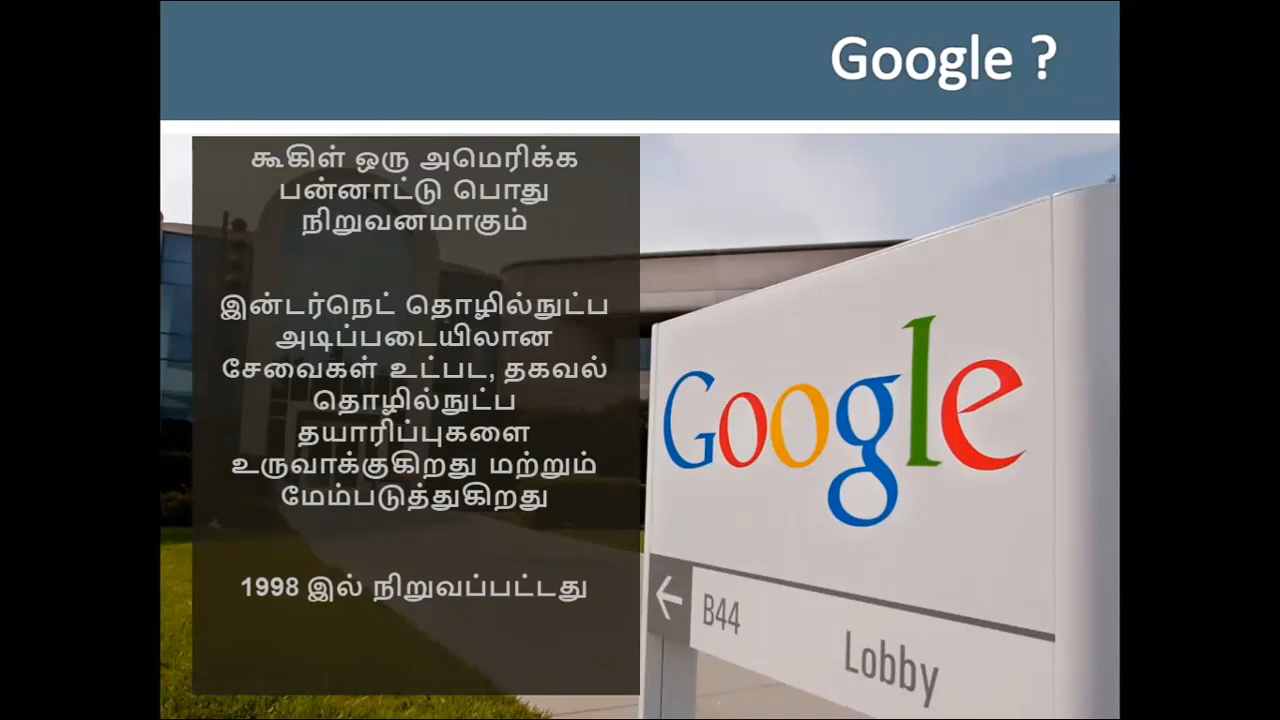 Google ?
கூகிள் ஒரு அமெரிக்க
பன்னாட்டு பொது
நிறுவனமாகும்
இன்டர்நெட் தொழில்நுட்ப
அடிப்படையிலான
சேவைகள் உட்பட, தகவல்
தொழில்நுட்ப
தயாரிப்புகளை
உருவாக்குகிறது மற்றும்
மேம்படுத்துகிறது
1998 இல் நிறுவப்பட்டது
Google
← B44
Lobby